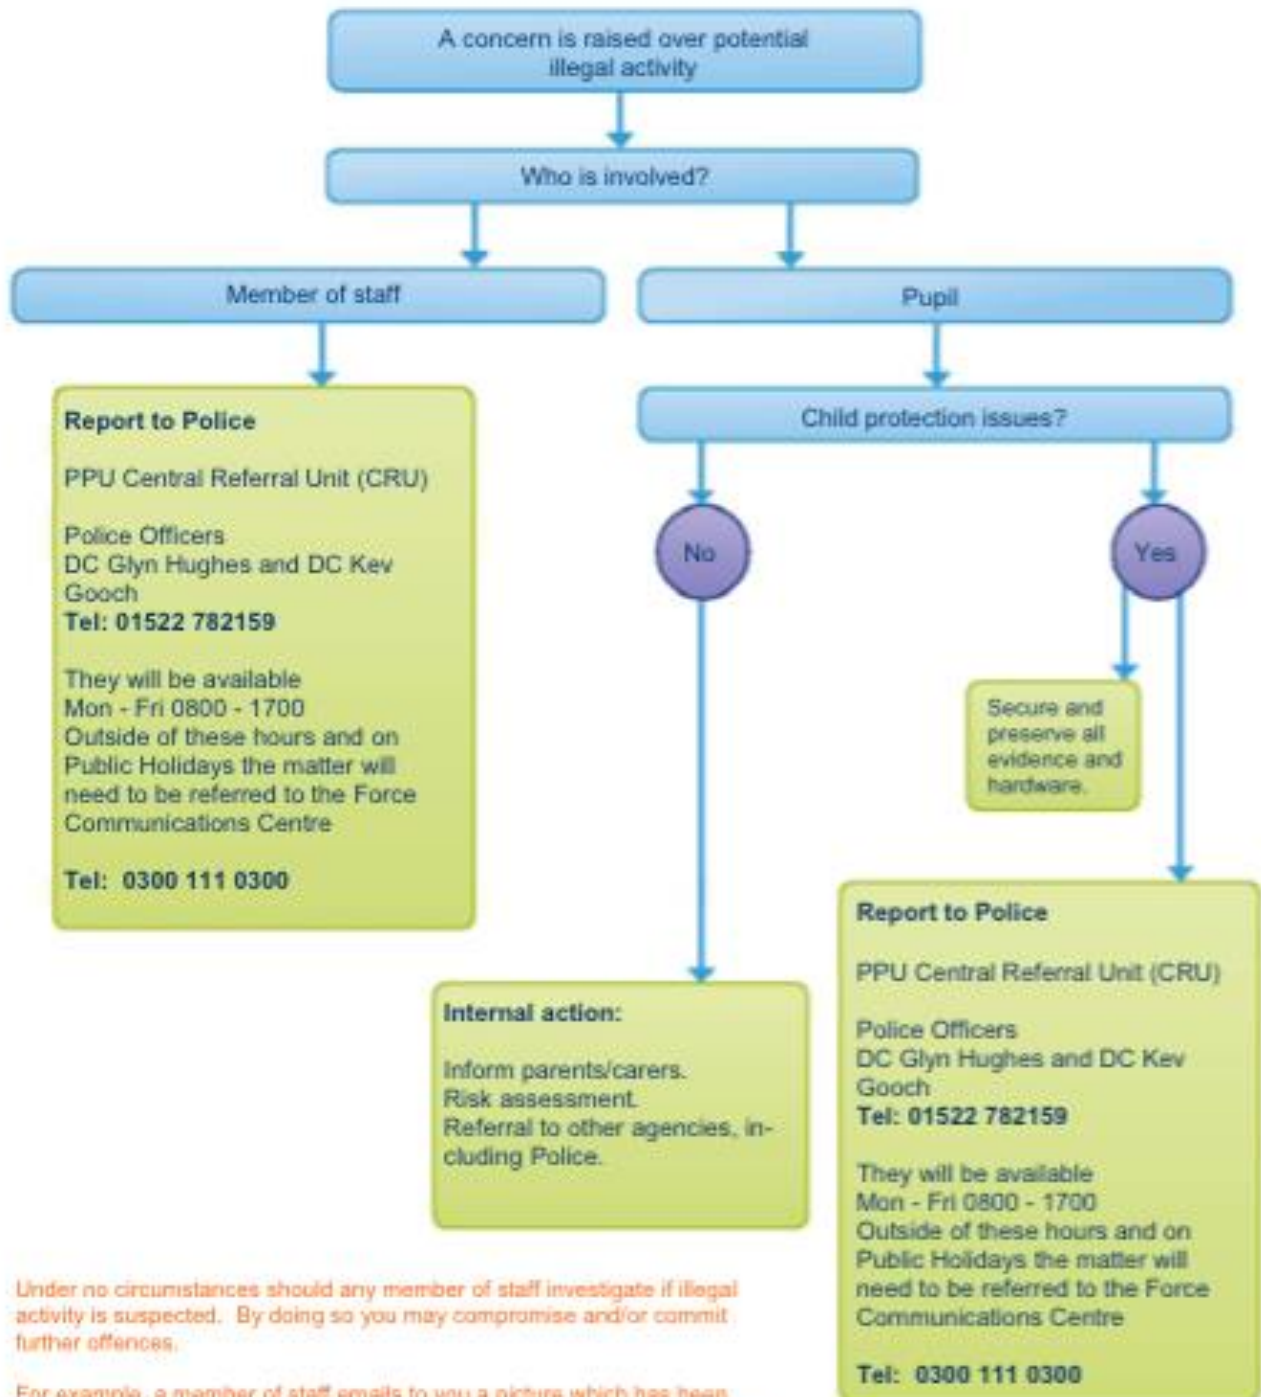 A concern is raised over potential
illegal activity
Who is involved?
Member of staff
Pupil
Report to Police
PPU Central Referral Unit (CRU)
Police Officers
DC Glyn Hughes and DC Kev
Gooch
Tel: 01522 782159
They will be available
Mon - Fri 0800 - 1700
Outside of these hours and on
Public Holidays the matter will
need to be referred to the Force
Communications Centre
Tel: 0300 111 0300
Child protection issues?
No
Yes
Secure and
preserve all
evidence and
hardware.
Internal action:
Inform parents/carers.
Risk assessment.
Referral to other agencies, in-
cluding Police.
Report to Police
PPU Central Referral Unit (CRU)
Police Officers
DC Glyn Hughes and DC Kev
Gooch
Tel: 01522 782159
They will be available
Mon - Fri 0800 - 1700
Outside of these hours and on
Public Holidays the matter will
need to be referred to the Force
Communications Centre
Tel: 0300 111 0300
Under no circumstances should any member of staff investigate if illegal
activity is suspected. By doing so you may compromise and/or commit
further offences.
For example, a member of staff emails to you a picture which has been